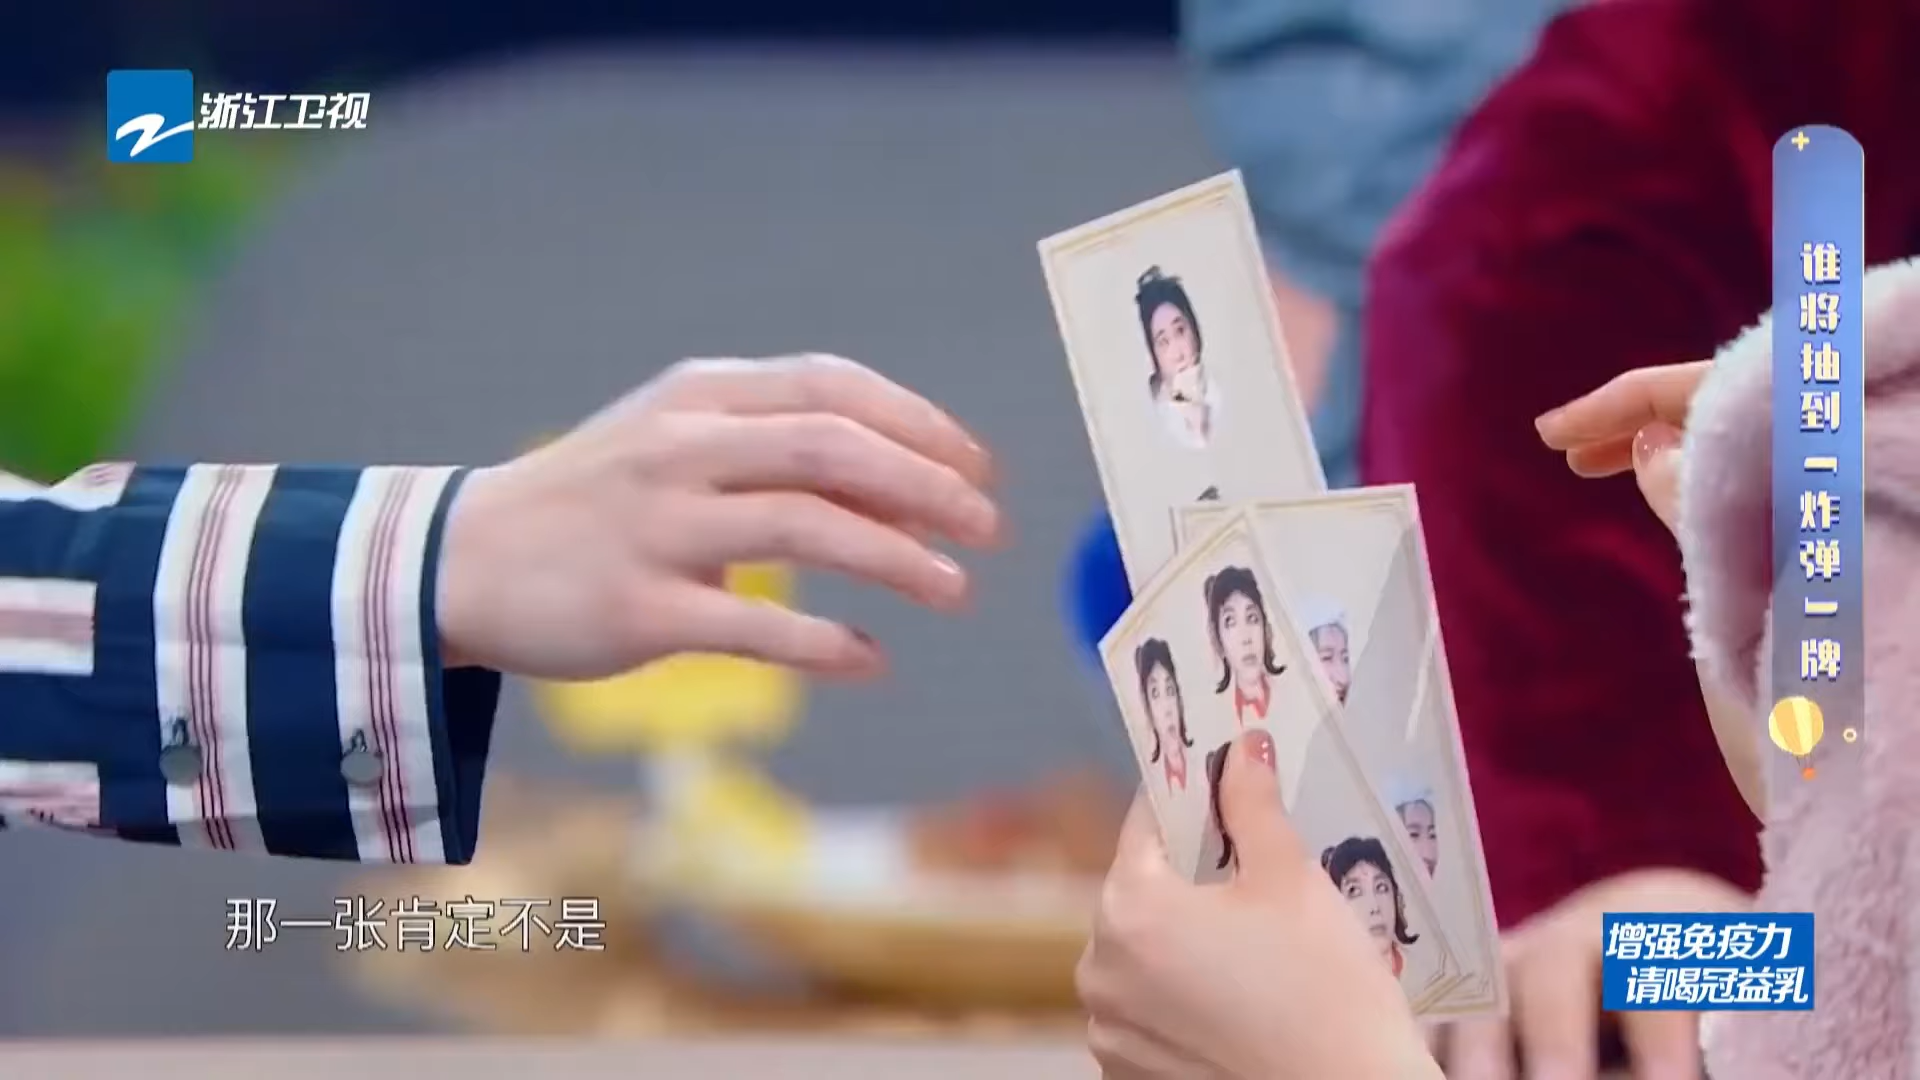 浙江卫视
谁将抽到「炸弹」牌
那一张肯定不是
增强免疫力
请喝冠益乳